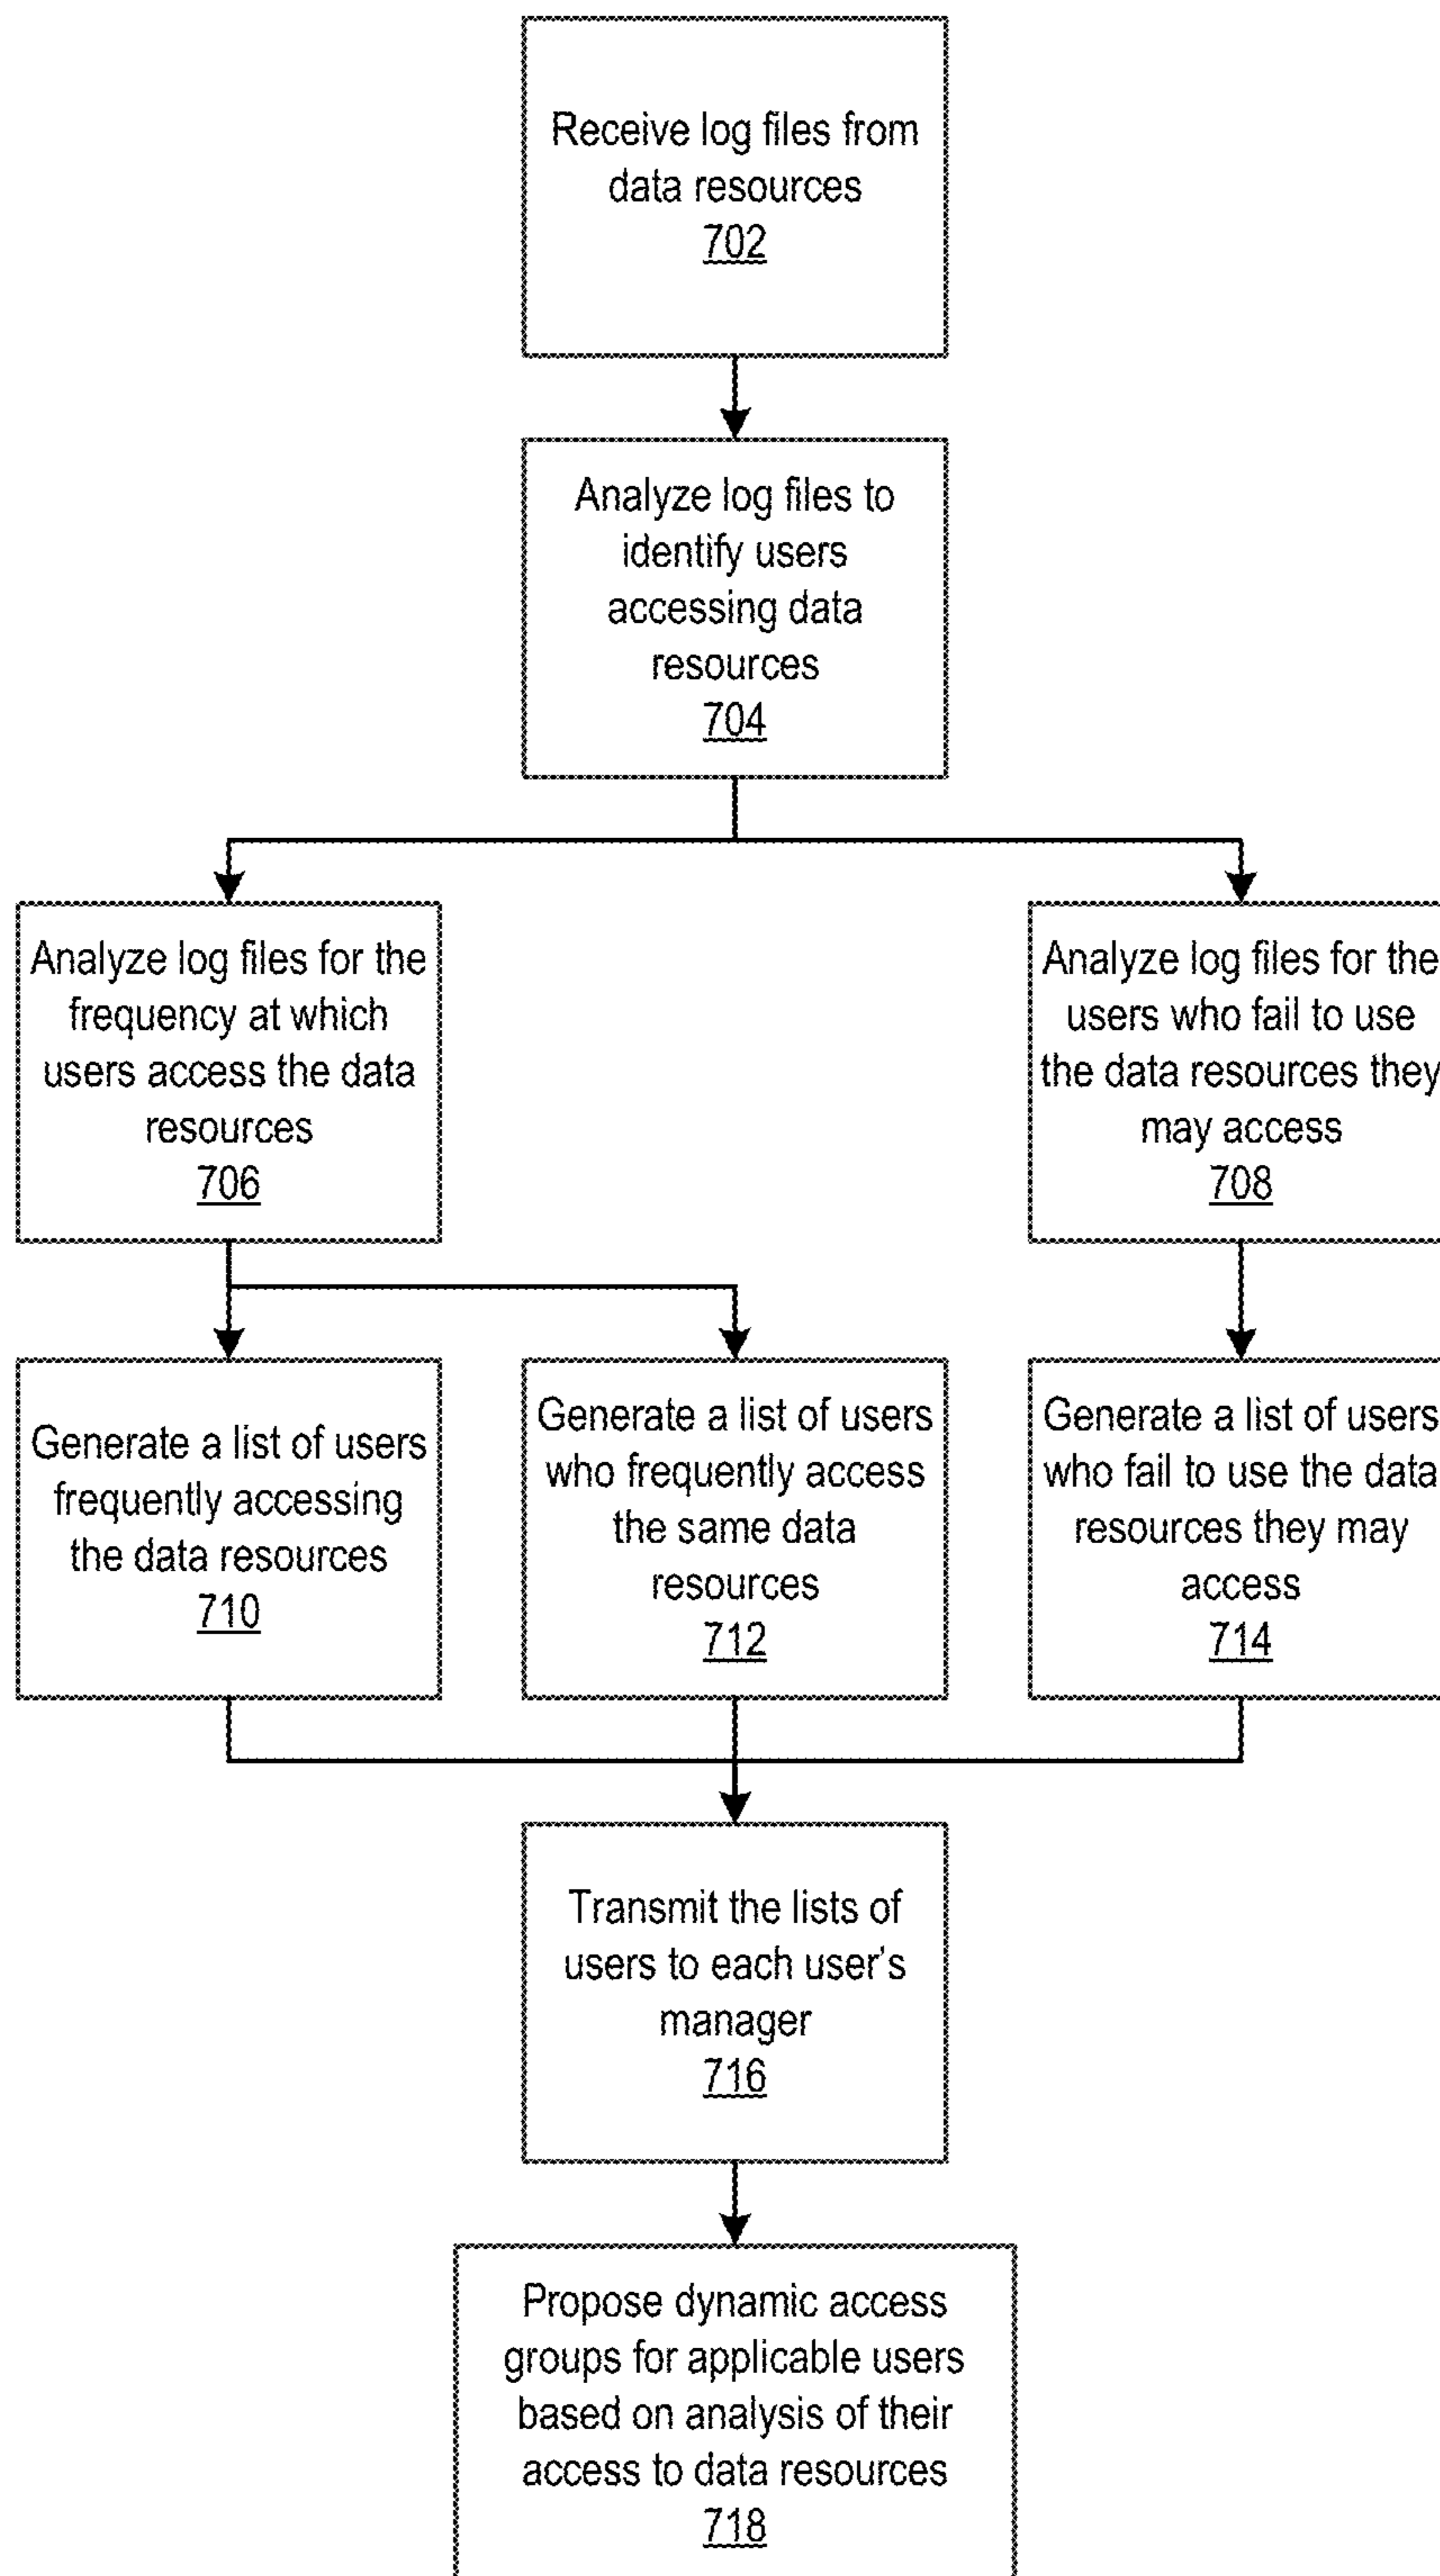 Receive log files from
data resources
702
Analyze log files to
identify users
accessing data
resources
704
Analyze log files for the
frequency at which
users access the data
resources
706
Analyze log files for the
users who fail to use
the data resources they
may access
708
Generate a list of users
frequently accessing
the data resources
710
Generate a list of users
who frequently access
the same data
resources
712
Generate a list of users
who fail to use the data
resources they may
access
714
Transmit the lists of
users to each user's
manager
716
Propose dynamic access
groups for applicable users
based on analysis of their
access to data resources
718